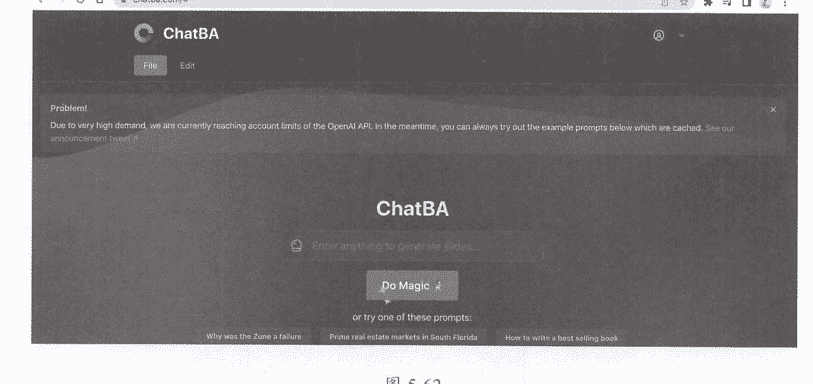 ChatBA
File Edit
Problem!
Due to very high demand, we are currently reaching account limits of the OpenAI API. In the meantime, you can always try out the example prompts below which are cached. See our
announcement tweet
ChatBA
Enter anything to generate slides...
Do Magic
or try one of these prompts:
Why was the Zune a failure Prime real estate markets in South Florida How to write a best selling book
图 5-62